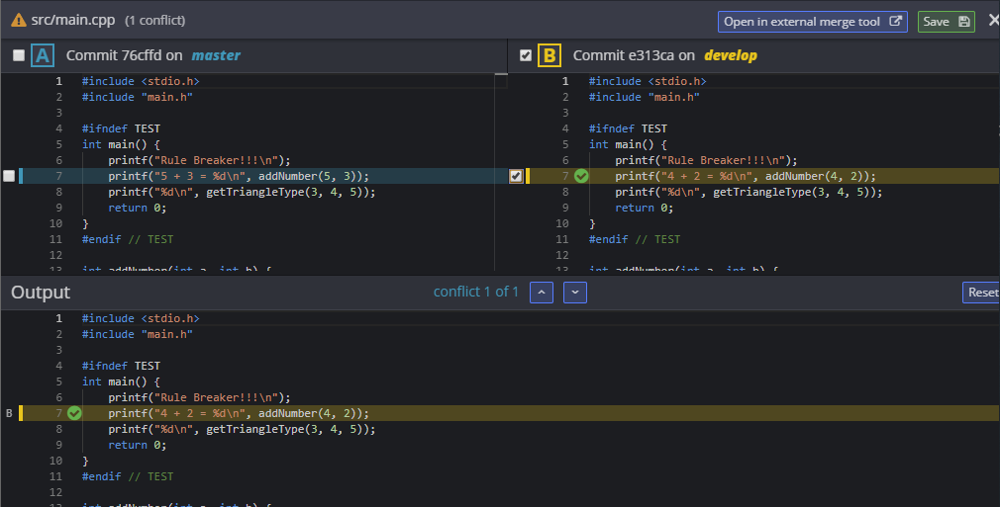 src/main.cpp (1 conflict) Open in external merge tool Save
A Commit 76cffd on master
B Commit e313ca on develop
1 #include <stdio.h>
2 #include "main.h"
3
4 #ifndef TEST
5 int main() {
6 printf("Rule Breaker!!!\n");
7 printf("5 + 3 = %d\n", addNumber(5, 3));
8 printf("%d\n", getTriangleType(3, 4, 5));
9 return 0;
10 }
11 #endif // TEST
12
13 int addNumber(int a, int b) {
1 #include <stdio.h>
2 #include "main.h"
3
4 #ifndef TEST
5 int main() {
6 printf("Rule Breaker!!!\n");
7 printf("4 + 2 = %d\n", addNumber(4, 2));
8 printf("%d\n", getTriangleType(3, 4, 5));
9 return 0;
10 }
11 #endif // TEST
12
13 int addNumber(int a, int b) {
Output conflict 1 of 1 Reset
1 #include <stdio.h>
2 #include "main.h"
3
4 #ifndef TEST
5 int main() {
6 printf("Rule Breaker!!!\n");
B 7 printf("4 + 2 = %d\n", addNumber(4, 2));
8 printf("%d\n", getTriangleType(3, 4, 5));
9 return 0;
10 }
11 #endif // TEST
12
13 int addNumber(int a, int b) {